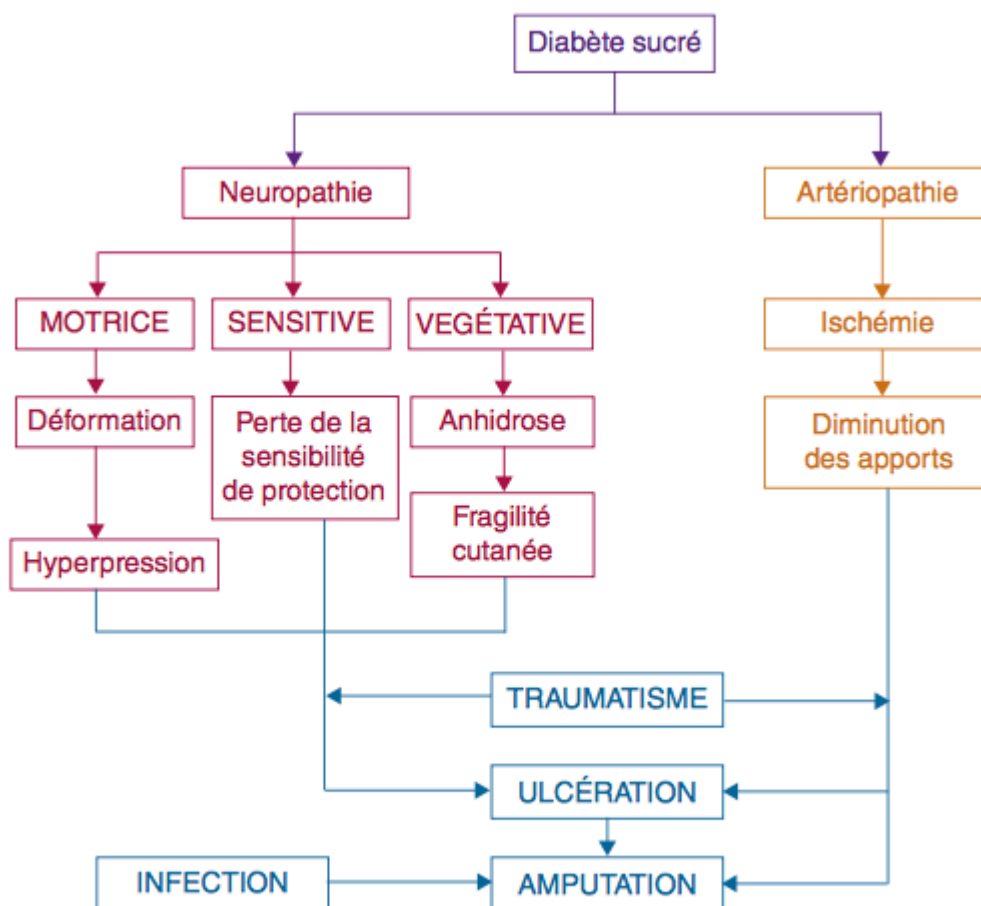 Diabète sucré
Neuropathie
Artériopathie
MOTRICE
SENSITIVE
VEGÉTATIVE
Ischémie
Déformation
Perte de la
sensibilité
de protection
Anhidrose
Diminution
des apports
Hyperpression
Fragilité
cutanée
TRAUMATISME
ULCÉRATION
INFECTION
AMPUTATION